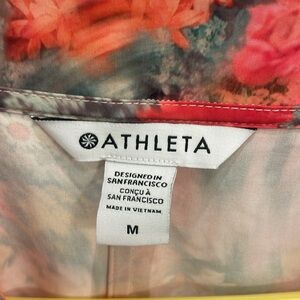 ATHLETA
DESIGNED IN
SAN FRANCISCO
CONÇU À
SAN FRANCISCO
MADE IN VIETNAM
M